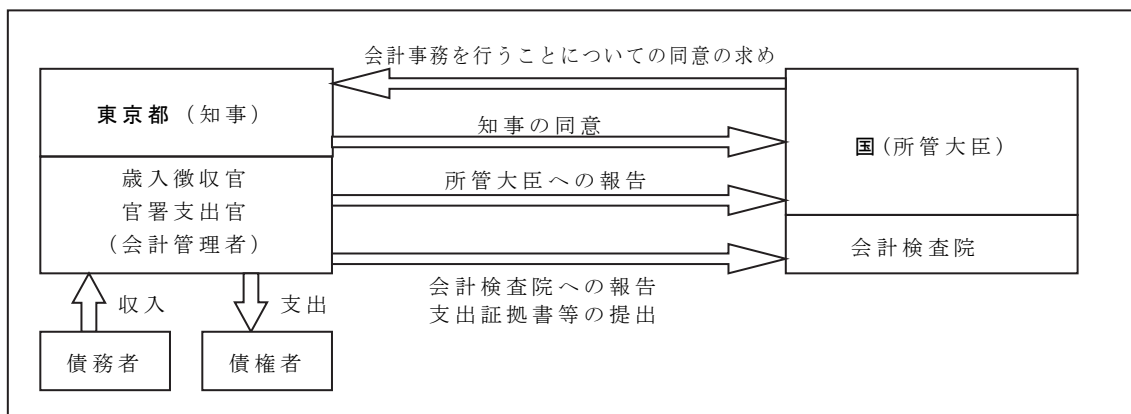 会計事務を行うことについての同意の求め
東京都（知事）
知事の同意
国(所管大臣)
歳入徴収官
官署支出官
(会計管理者)
所管大臣への報告
会計検査院
会計検査院への報告
支出証拠書等の提出
収入
支出
債務者
債権者